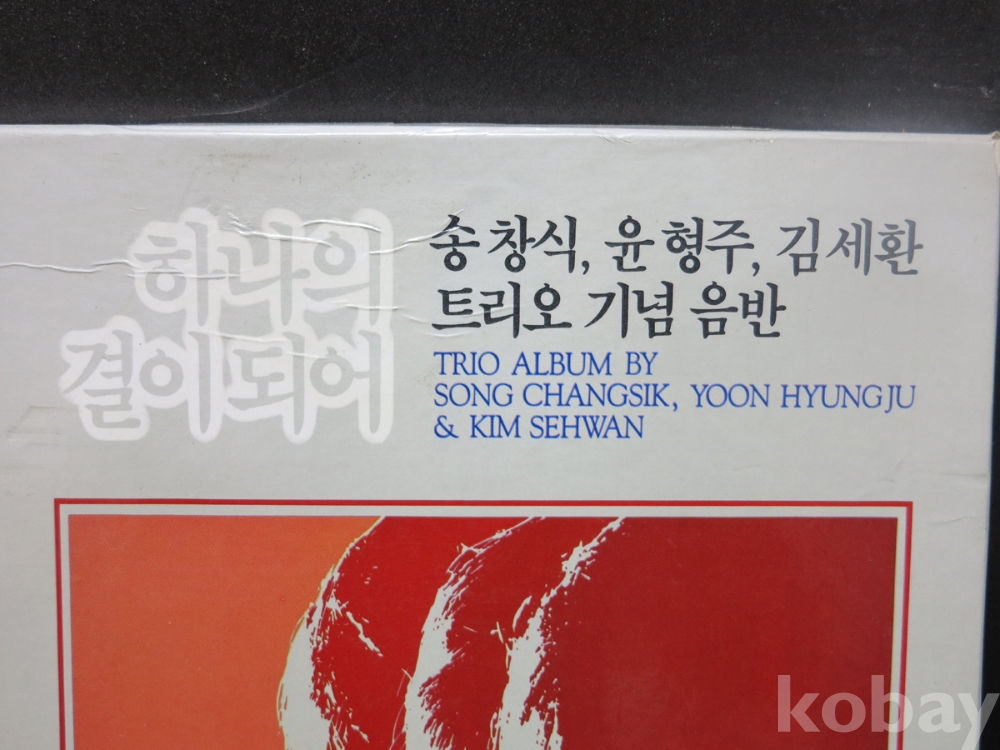 하나의
결이되어
송창식, 윤형주, 김세환
트리오 기념 음반
TRIO ALBUM BY
SONG CHANGSIK, YOON HYUNGJU
& KIM SEHWAN
kobay